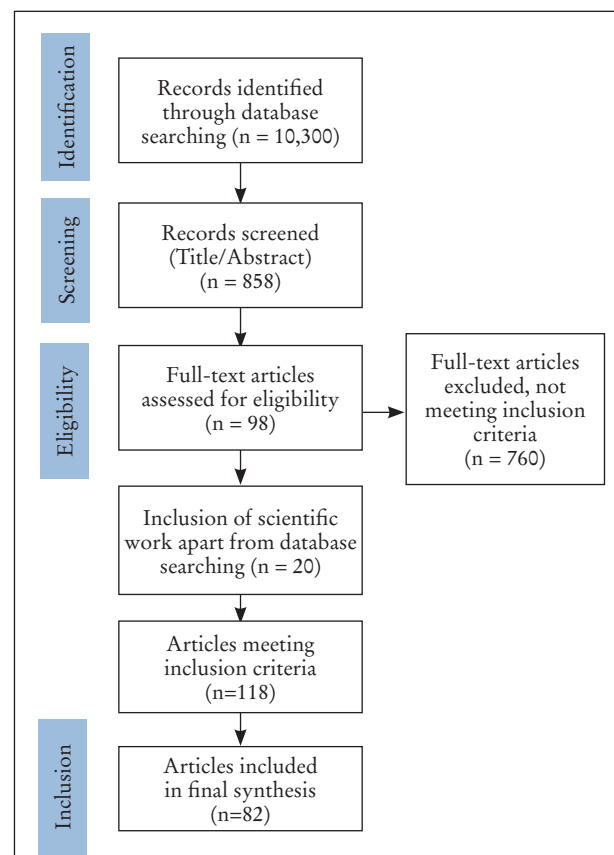 Identification
Records identified
through database
searching (n = 10,300)
Screening
Records screened
(Title/Abstract)
(n = 858)
Eligibility
Full-text articles
assessed for eligibility
(n = 98)
Full-text articles
excluded, not
meeting inclusion
criteria
(n = 760)
Inclusion of scientific
work apart from database
searching (n = 20)
Articles meeting
inclusion criteria
(n=118)
Inclusion
Articles included
in final synthesis
(n=82)